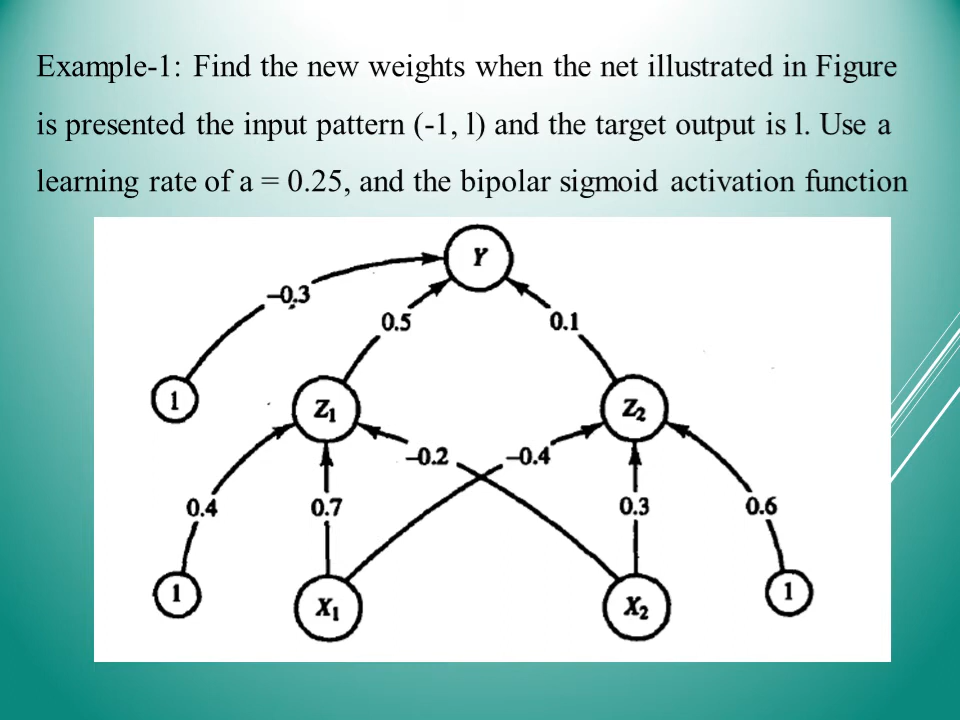 Example-1: Find the new weights when the net illustrated in Figure
is presented the input pattern (-1, l) and the target output is l. Use a
learning rate of a = 0.25, and the bipolar sigmoid activation function
Y
–0.3
0.5
0.1
1
Z1
Z2
–0.2
–0.4
0.4
0.7
0.3
0.6
1
X1
X2
1